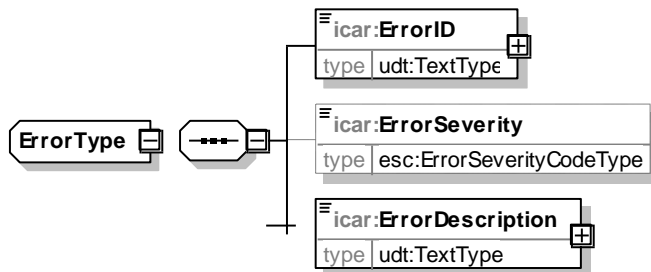 icar:ErrorID
type udt:TextType
ErrorType
icar:ErrorSeverity
type esc:ErrorSeverityCodeType
icar:ErrorDescription
type udt:TextType